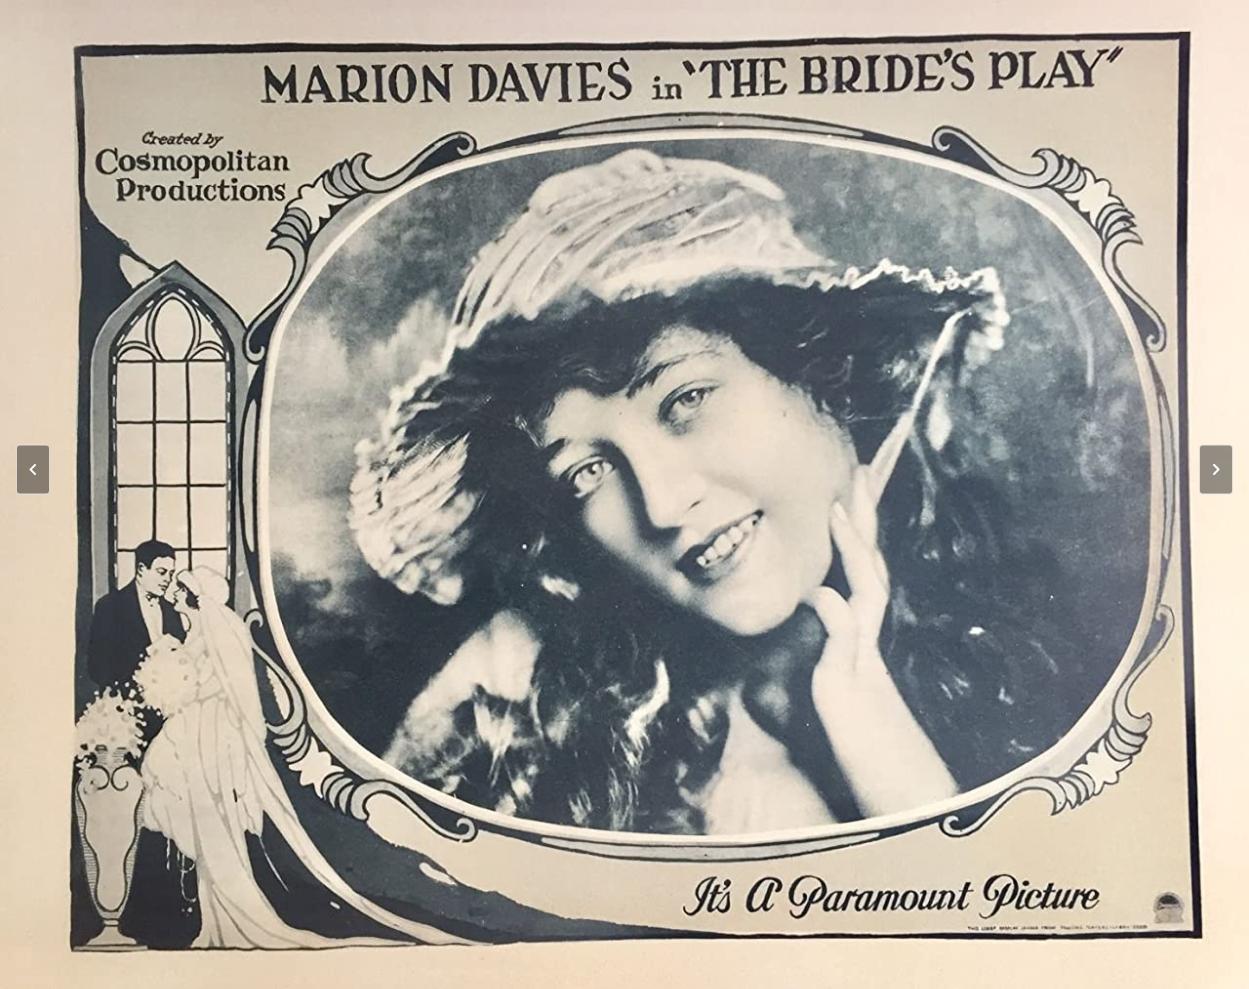 MARION DAVIES in "THE BRIDE'S PLAY"
Created by
Cosmopolitan
Productions
It's A Paramount Picture